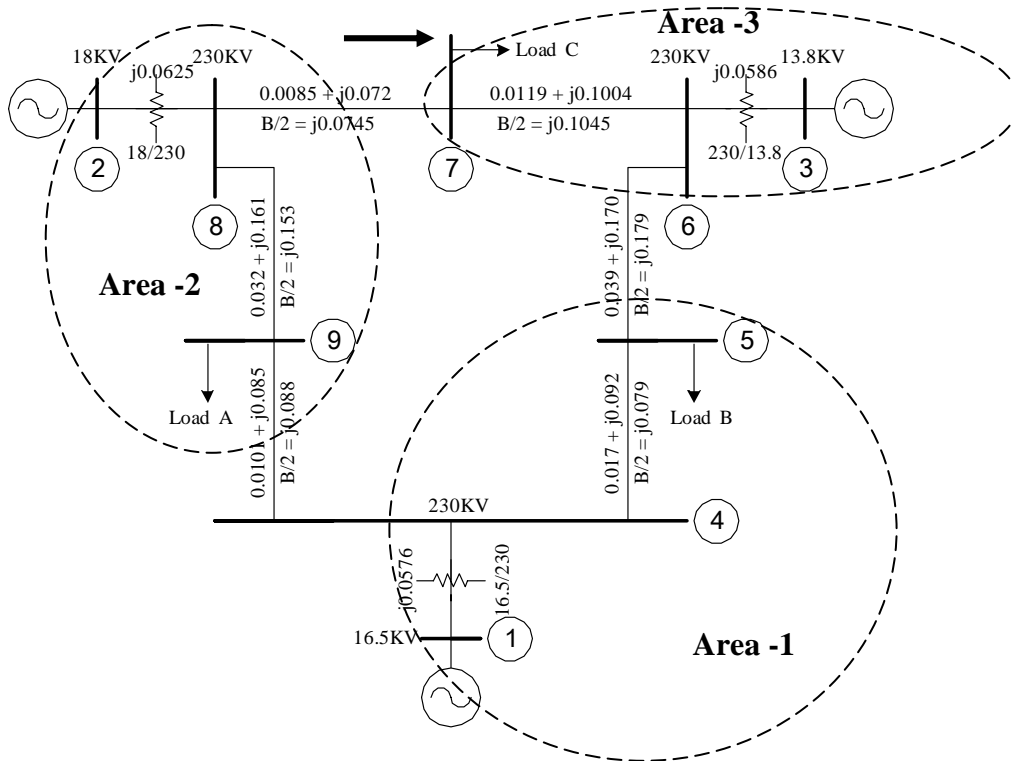 Area -3
18KV
j0.0625
230KV
Load C
230KV
j0.0586
13.8KV
0.0085 + j0.072
B/2 = j0.0745
0.0119 + j0.1004
B/2 = j0.1045
18/230
230/13.8
2
7
3
8
6
0.032 + j0.161
B/2 = j0.153
0.039 + j0.170
B/2 = j0.179
Area -2
9
5
Load A
Load B
0.0101 + j0.085
B/2 = j0.088
0.017 + j0.092
B/2 = j0.079
230KV
4
j0.0576
16.5/230
16.5KV
1
Area -1